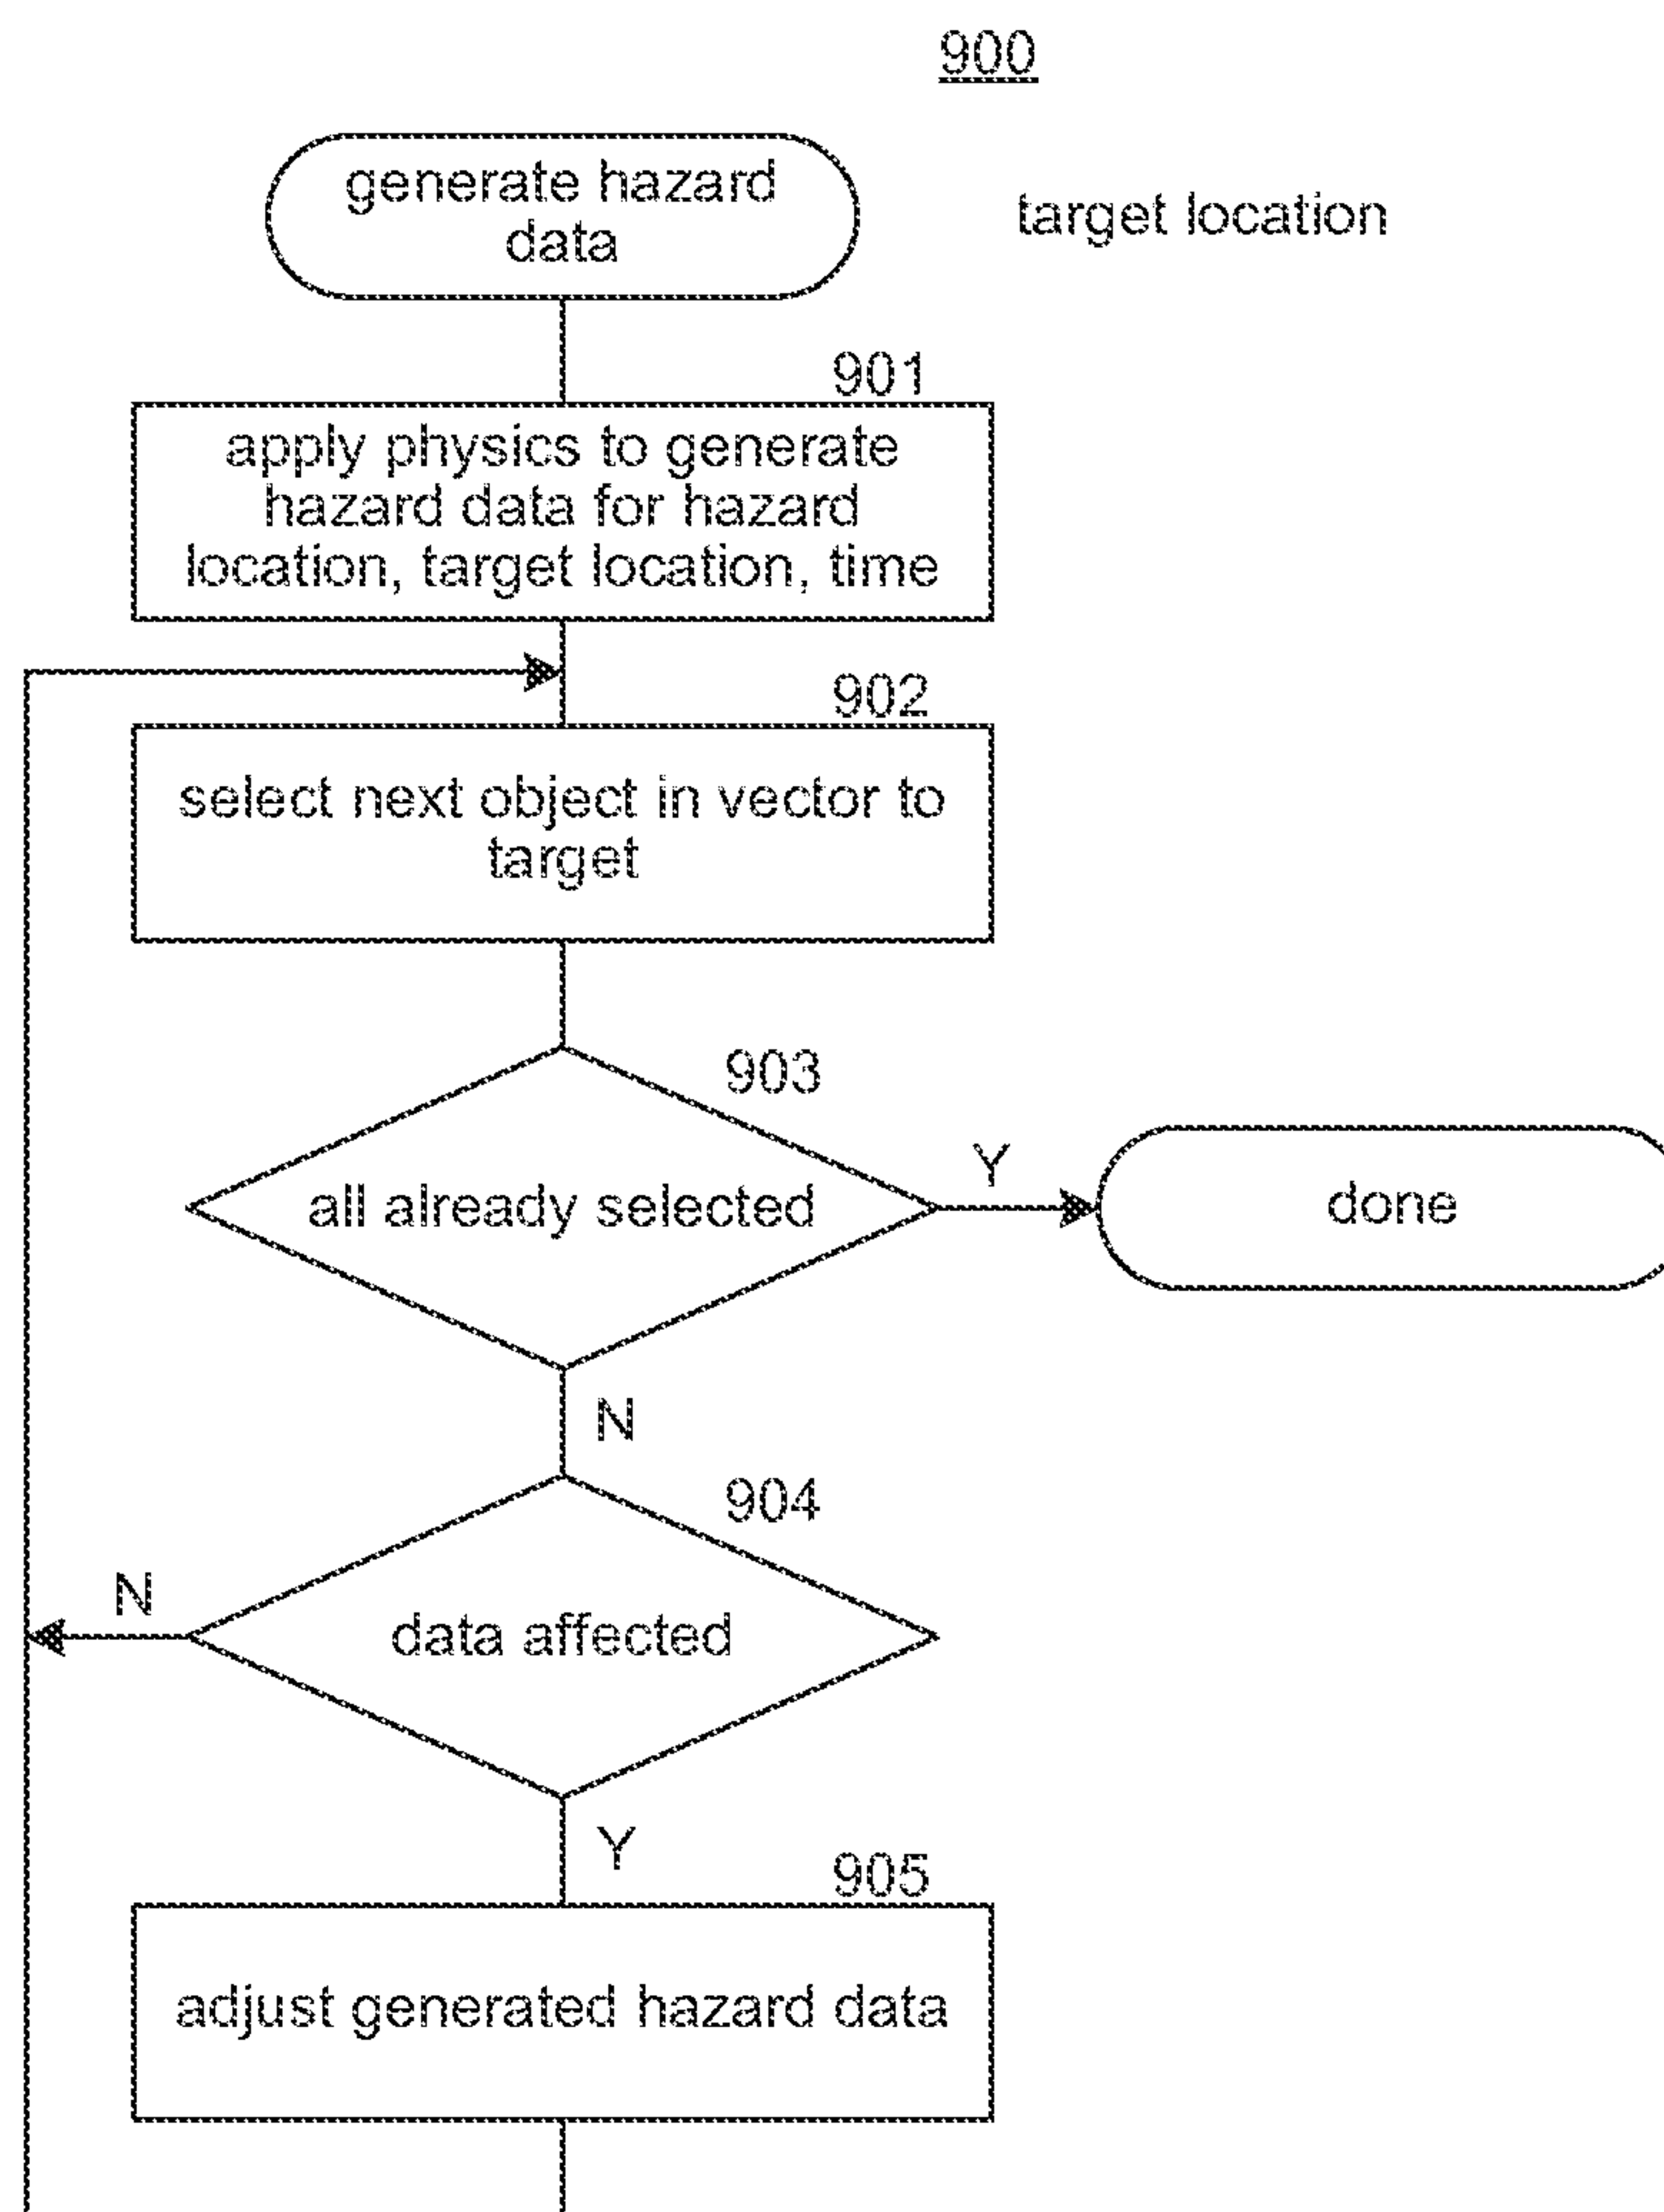 900
generate hazard
data
target location
901
apply physics to generate
hazard data for hazard
location, target location, time
902
select next object in vector to
target
903
all already selected
Y
done
N
904
N
data affected
Y
905
adjust generated hazard data